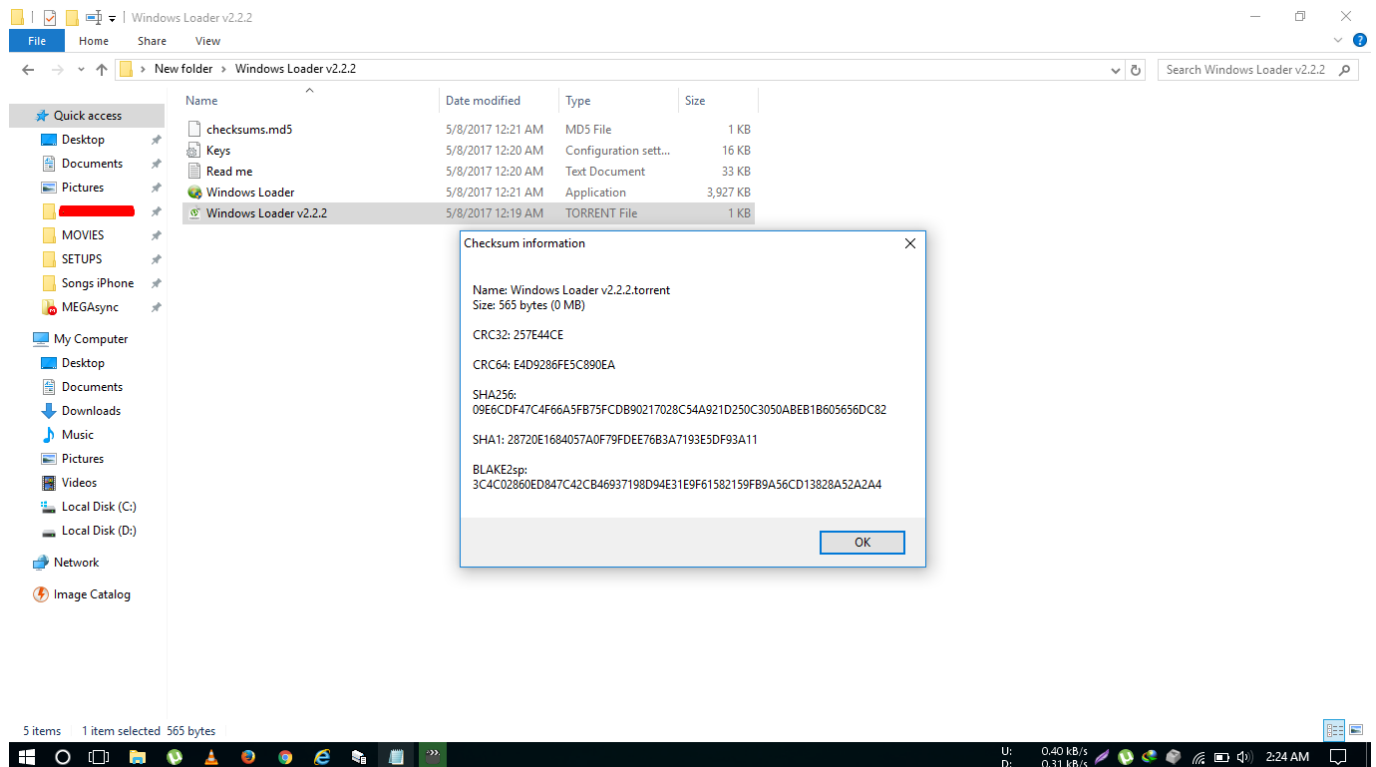 Windows Loader v2.2.2
File Home Share View
New folder › Windows Loader v2.2.2
Search Windows Loader v2.2.2
Name Date modified Type Size
checksums.md5 5/8/2017 12:21 AM MD5 File 1 KB
Keys 5/8/2017 12:20 AM Configuration sett... 16 KB
Read me 5/8/2017 12:20 AM Text Document 33 KB
Windows Loader 5/8/2017 12:21 AM Application 3,927 KB
Windows Loader v2.2.2 5/8/2017 12:19 AM TORRENT File 1 KB
Quick access
Desktop
Documents
Pictures
MOVIES
SETUPS
Songs iPhone
MEGAsync
My Computer
Desktop
Documents
Downloads
Music
Pictures
Videos
Local Disk (C:)
Local Disk (D:)
Network
Image Catalog
Checksum information
Name: Windows Loader v2.2.2.torrent
Size: 565 bytes (0 MB)
CRC32: 257E44CE
CRC64: E4D9286FE5C890EA
SHA256:
09E6CDF47C4F66A5FB75FCDB90217028C54A921D250C3050ABEB1B605656DC82
SHA1: 28720E1684057A0F79FDEE76B3A7193E5DF93A11
BLAKE2sp:
3C4C02860ED847C42CB46937198D94E31E9F61582159FB9A56CD13828A52A2A4
OK
5 items 1 item selected 565 bytes
U: 0.40 kB/s
D: 0.31 kB/s
2:24 AM